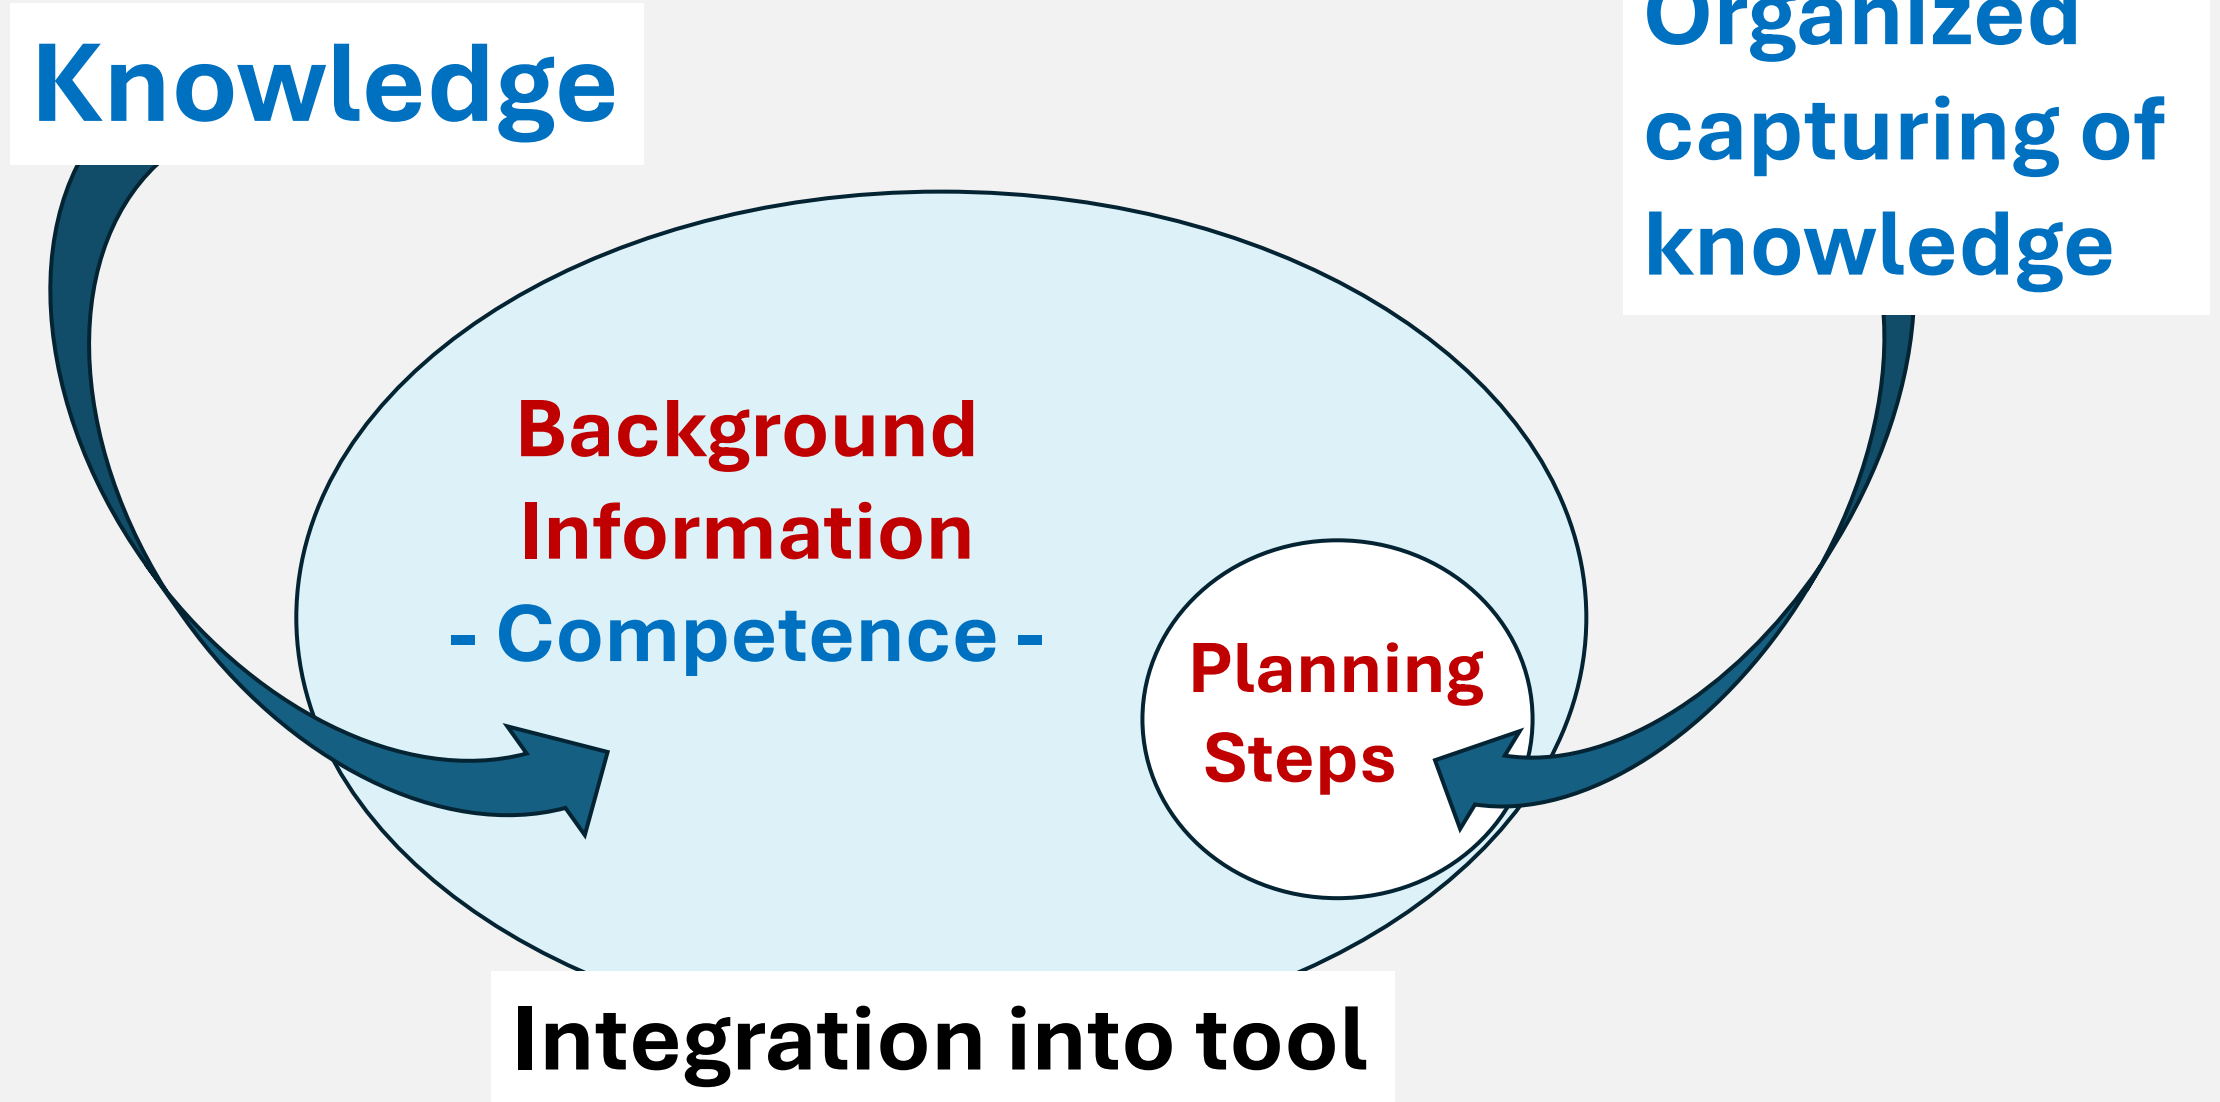 Knowledge
Organized
capturing of
knowledge
Background
Information
- Competence -
Planning
Steps
Integration into tool